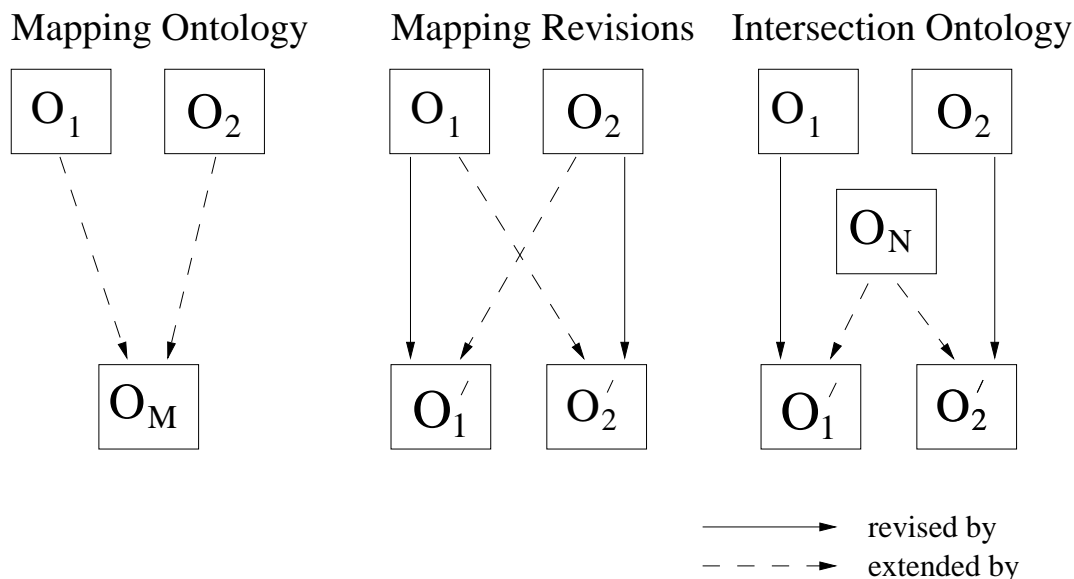 Mapping Ontology Mapping Revisions Intersection Ontology
O1 O2 O1 O2 O1 O2
ON
OM O1′ O2′ O1′ O2′
revised by
extended by